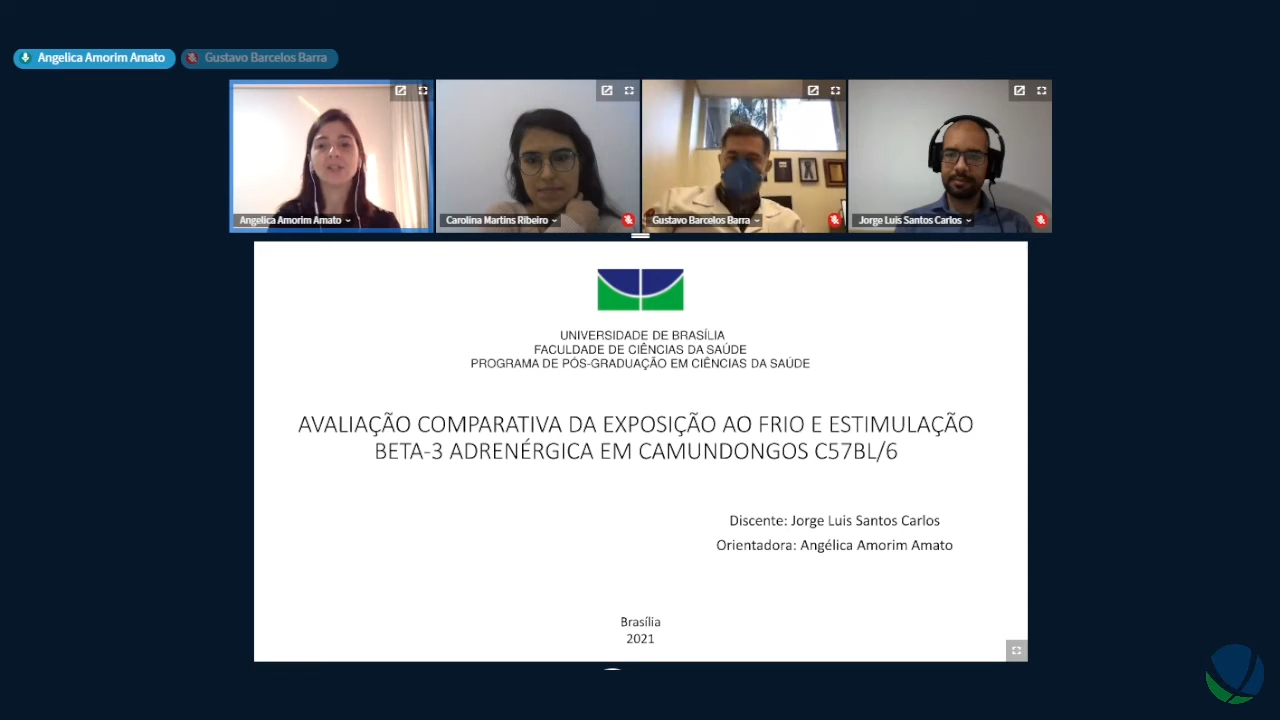 Angelica Amorim Amato
Gustavo Barcelos Barra
Angelica Amorim Amato
Carolina Martins Ribeiro
Gustavo Barcelos Barra
Jorge Luis Santos Carlos
UNIVERSIDADE DE BRASÍLIA
FACULDADE DE CIÊNCIAS DA SAÚDE
PROGRAMA DE PÓS-GRADUAÇÃO EM CIÊNCIAS DA SAÚDE
AVALIAÇÃO COMPARATIVA DA EXPOSIÇÃO AO FRIO E ESTIMULAÇÃO
BETA-3 ADRENÉRGICA EM CAMUNDONGOS C57BL/6
Discente: Jorge Luis Santos Carlos
Orientadora: Angélica Amorim Amato
Brasília
2021